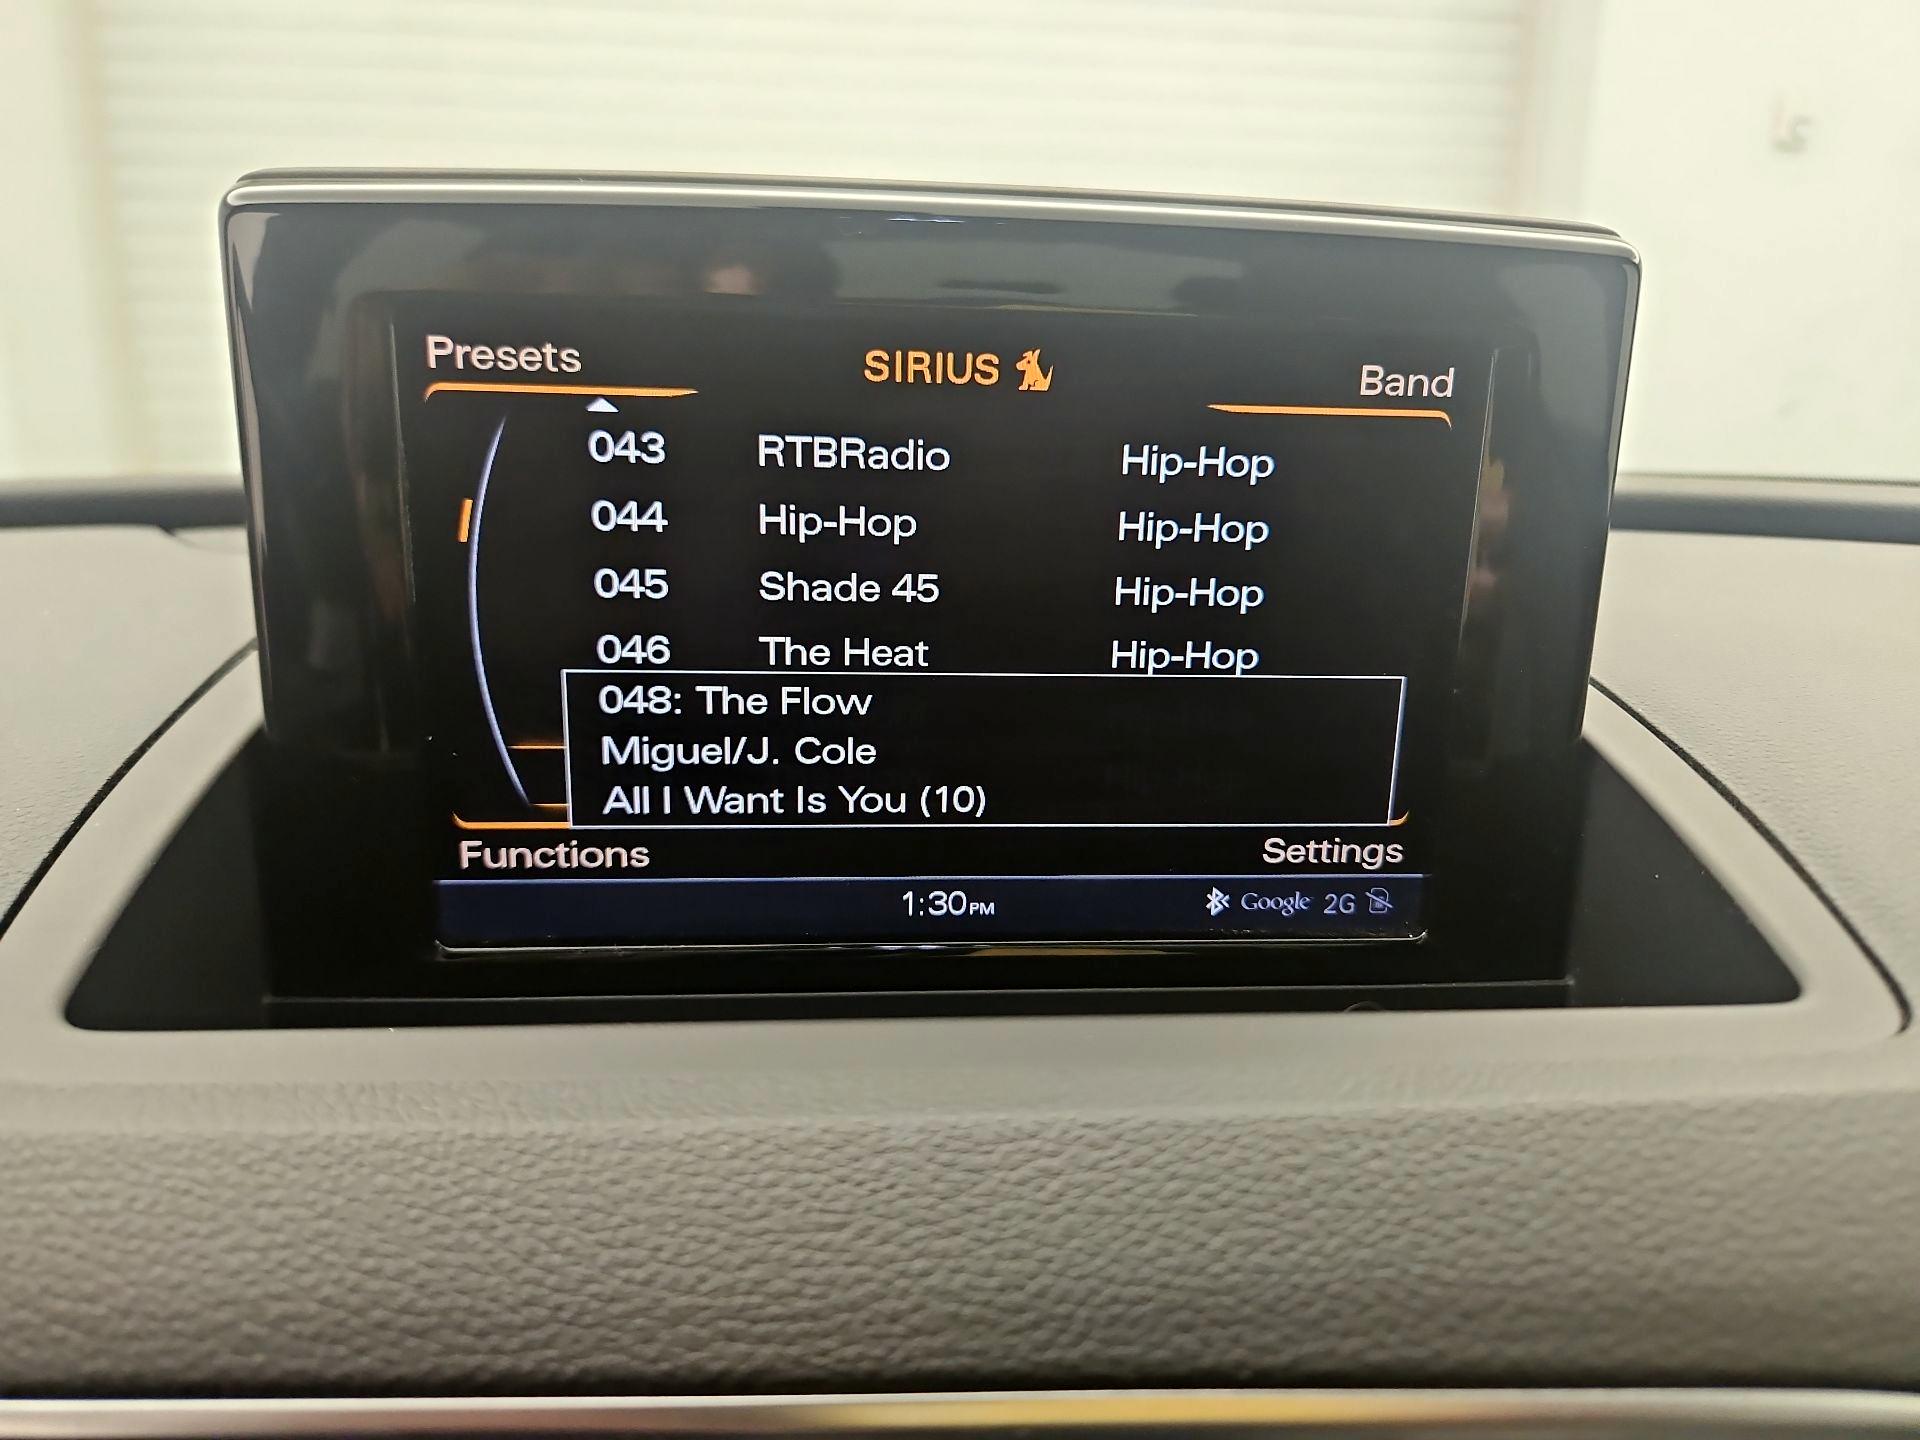 Presets SIRIUS Band
043 RTBRadio Hip-Hop
044 Hip-Hop Hip-Hop
045 Shade 45 Hip-Hop
046 The Heat Hip-Hop
048: The Flow
Miguel/J. Cole
All I Want Is You (10)
Functions Settings
1:30PM Google 2G